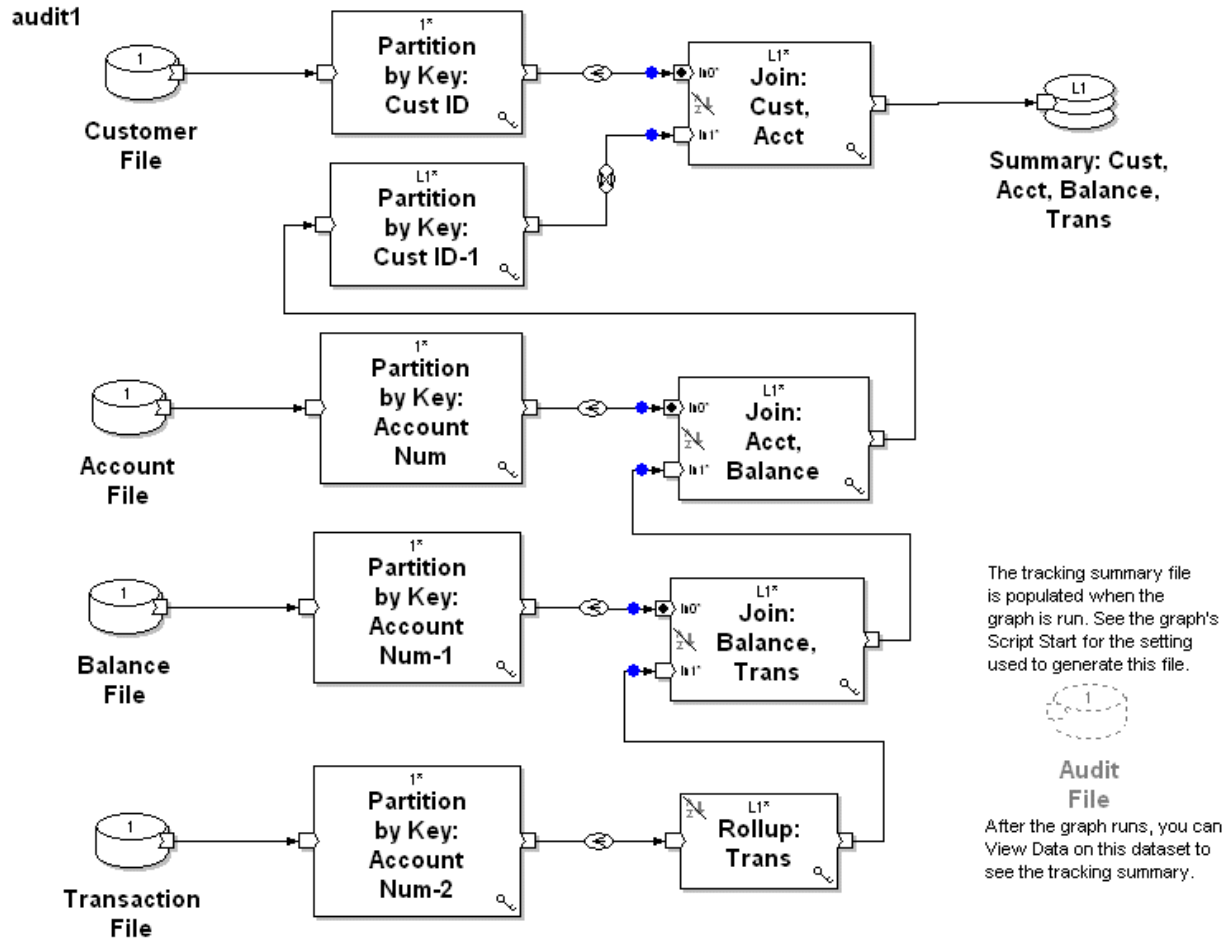 audit1
1
Customer
File
1*
Partition
by Key:
Cust ID
L1*
In0*
In1*
Join:
Cust,
Acct
L1
Summary: Cust,
Acct, Balance,
Trans
L1*
Partition
by Key:
Cust ID-1
1
Account
File
1*
Partition
by Key:
Account
Num
L1*
In0*
In1*
Join:
Acct,
Balance
1
Balance
File
1*
Partition
by Key:
Account
Num-1
L1*
In0*
In1*
Join:
Balance,
Trans
The tracking summary file
is populated when the
graph is run. See the graph's
Script Start for the setting
used to generate this file.
1
Audit
File
After the graph runs, you can
View Data on this dataset to
see the tracking summary.
1
Transaction
File
1*
Partition
by Key:
Account
Num-2
L1*
Rollup:
Trans